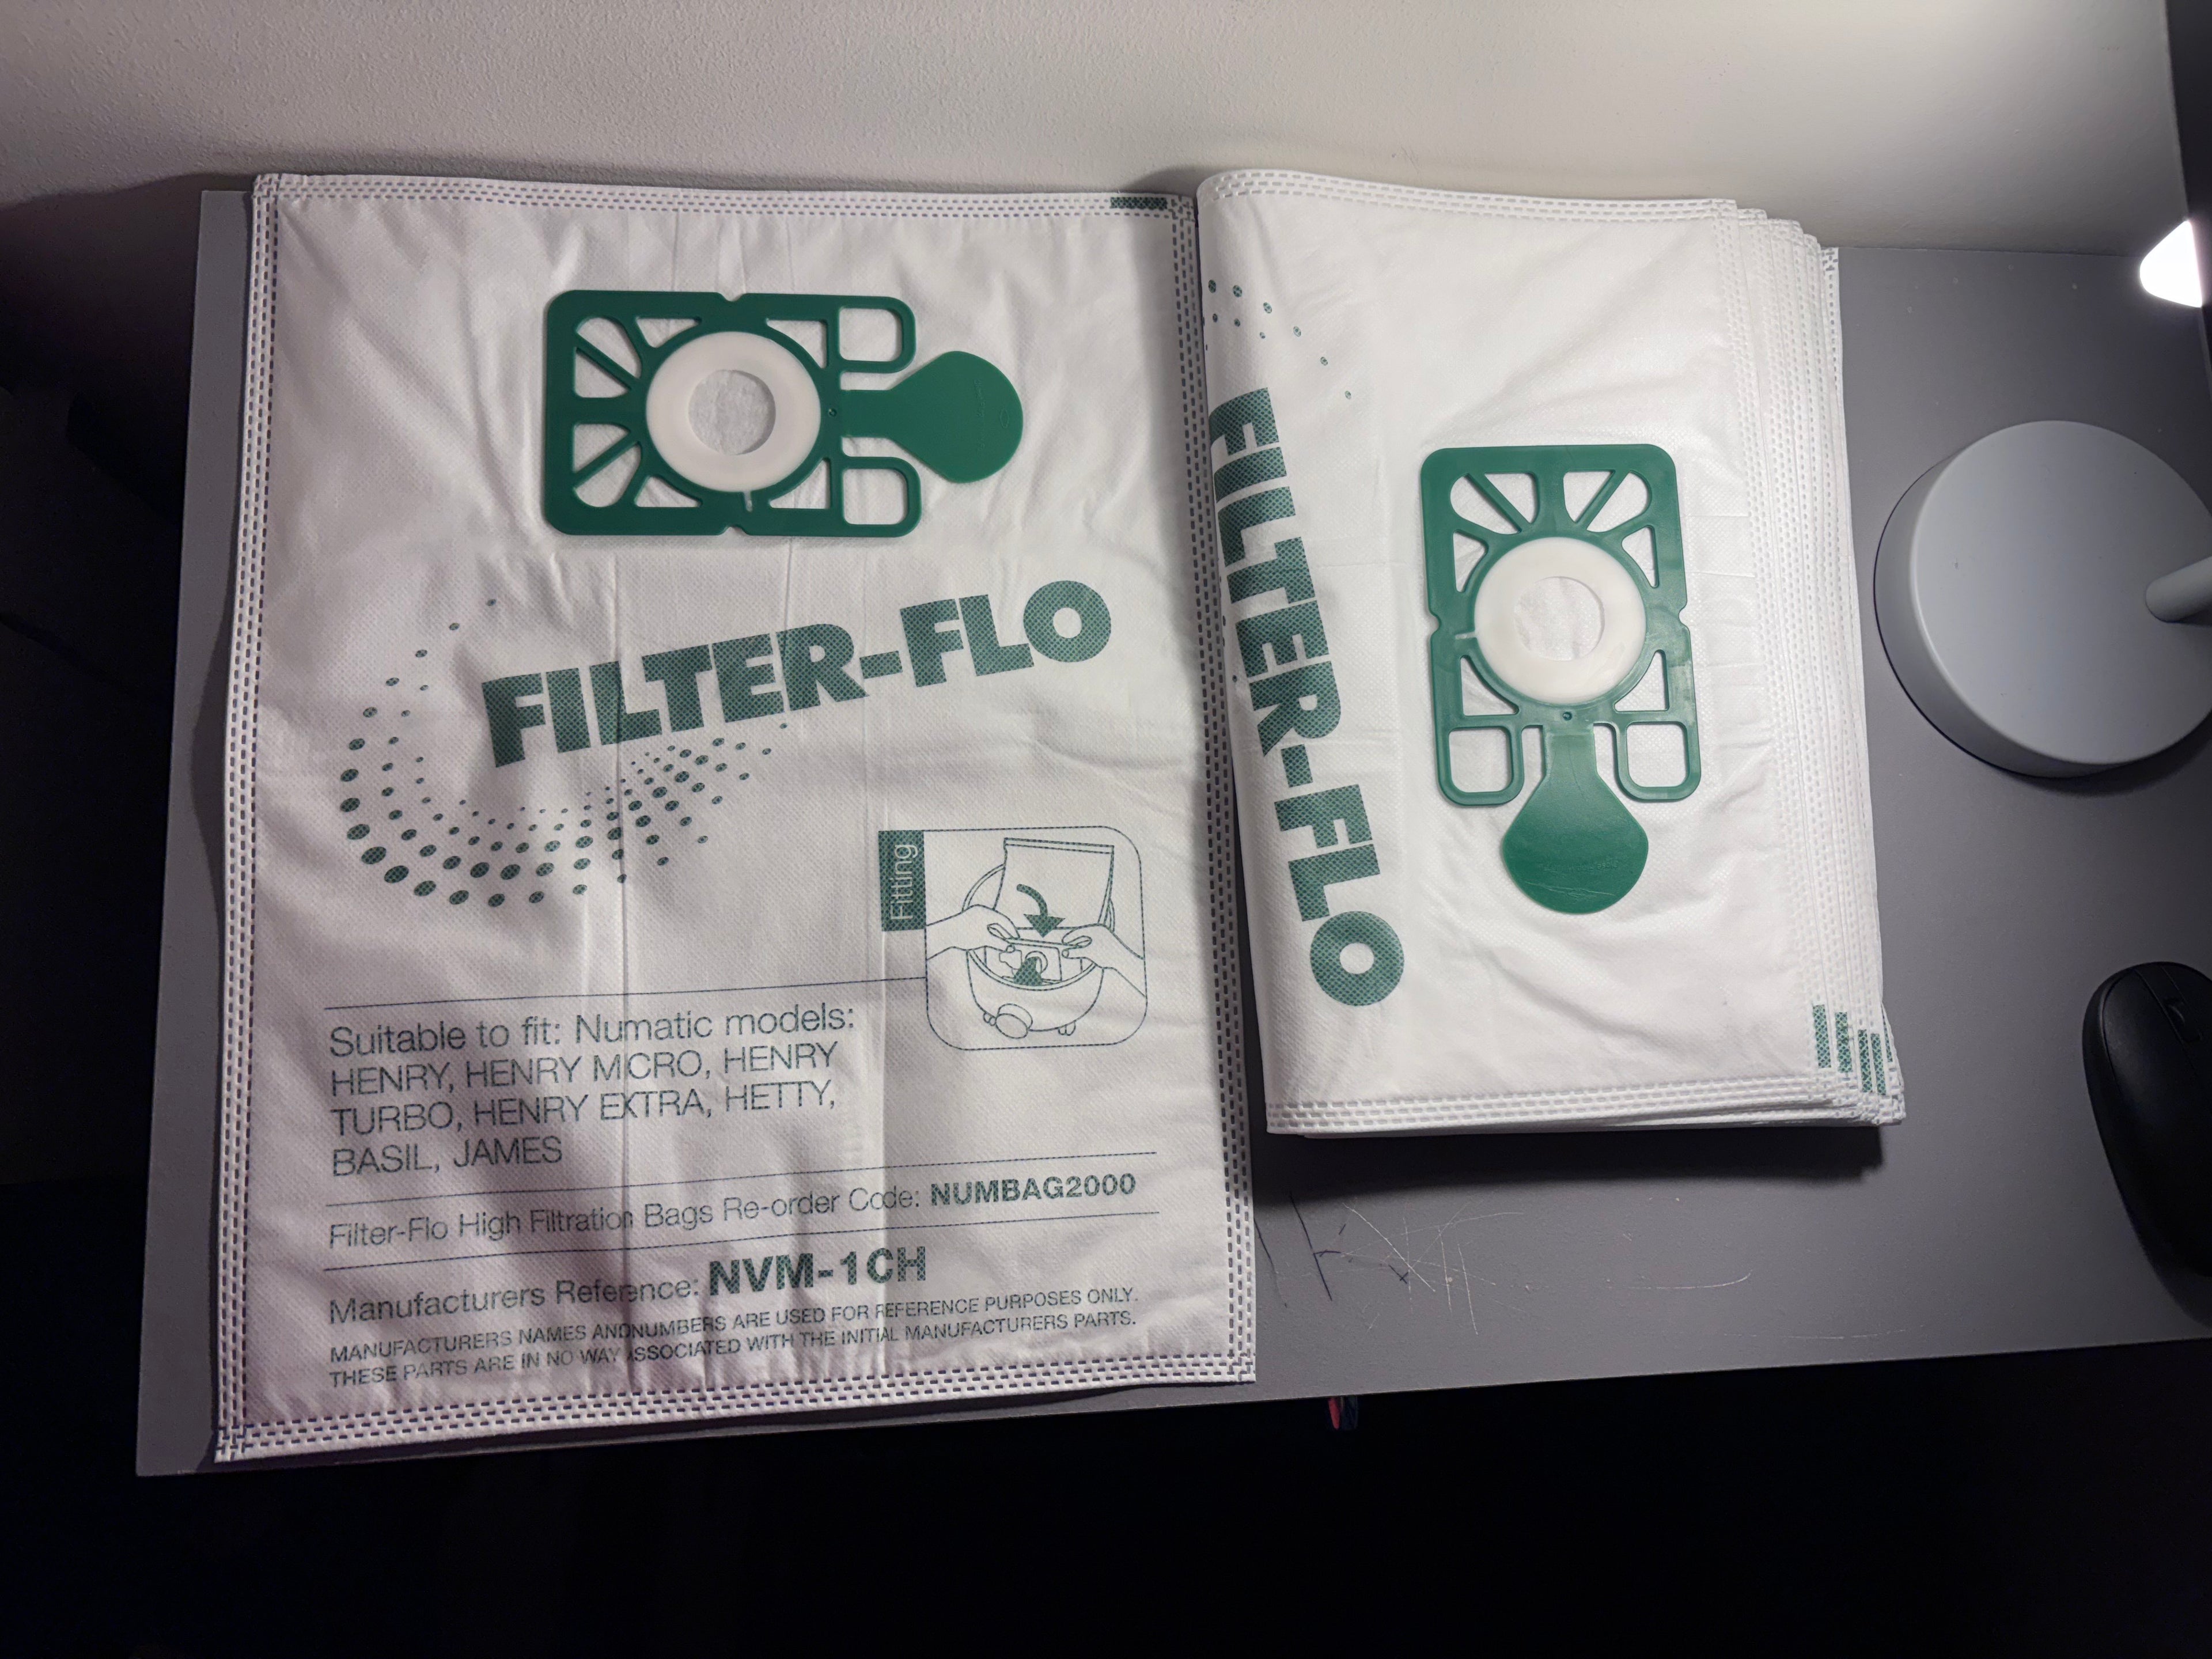 FILTER-FLO
Fitting
Suitable to fit: Numatic models:
HENRY, HENRY MICRO, HENRY
TURBO, HENRY EXTRA, HETTY,
BASIL, JAMES
Filter-Flo High Filtration Bags Re-order Code: NUMBAG2000
Manufacturers Reference: NVM-1CH
MANUFACTURERS NAMES ANDNUMBERS ARE USED FOR REFERENCE PURPOSES ONLY.
THESE PARTS ARE IN NO WAY ASSOCIATED WITH THE INITIAL MANUFACTURERS PARTS.
FILTER-FLO